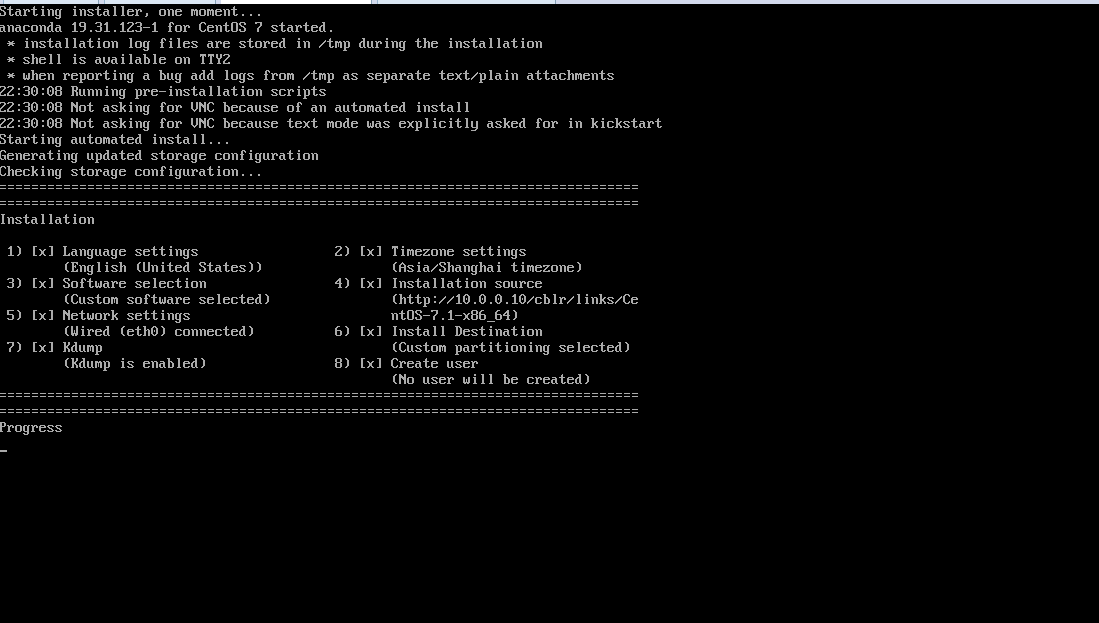 Starting installer, one moment...
anaconda 19.31.123-1 for CentOS 7 started.
* installation log files are stored in /tmp during the installation
* shell is available on TTY2
* when reporting a bug add logs from /tmp as separate text/plain attachments
22:30:08 Running pre-installation scripts
22:30:08 Not asking for VNC because of an automated install
22:30:08 Not asking for VNC because text mode was explicitly asked for in kickstart
Starting automated install...
Generating updated storage configuration
Checking storage configuration...
================================================================================
================================================================================
Installation
1) [x] Language settings 2) [x] Timezone settings
(English (United States)) (Asia/Shanghai timezone)
3) [x] Software selection 4) [x] Installation source
(Custom software selected) (http://10.0.0.10/cblr/links/Ce
5) [x] Network settings ntOS-7.1-x86_64)
(Wired (eth0) connected) 6) [x] Install Destination
7) [x] Kdump (Custom partitioning selected)
(Kdump is enabled) 8) [x] Create user
(No user will be created)
================================================================================
================================================================================
Progress